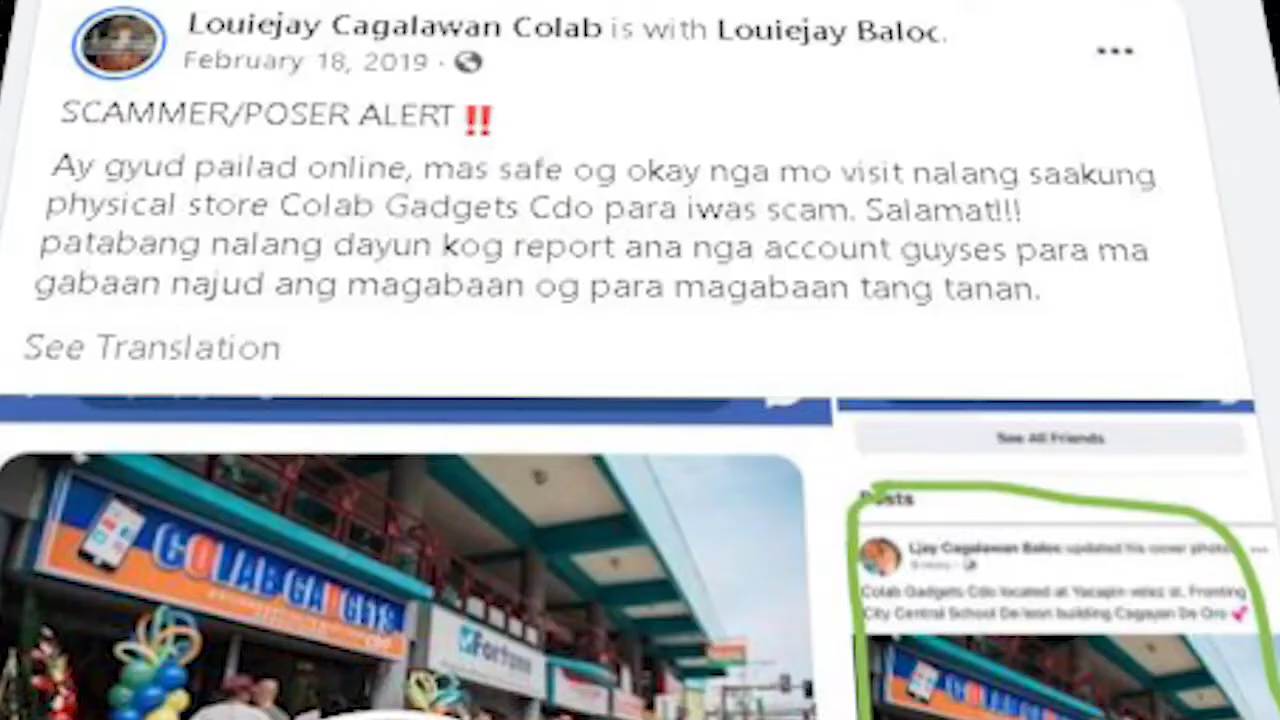 Louiejay Cagalawan Colab is with Louiejay Baloc.
February 18, 2019
SCAMMER/POSER ALERT‼️
Ay gyud pailad online, mas safe og okay nga mo visit nalang saakung
physical store Colab Gadgets Cdo para iwas scam. Salamat!!!
patabang nalang dayun kog report ana nga account guyses para ma
gabaan najud ang magabaan og para magabaan tang tanan.
See Translation
COLAB GADGETS
Fortune
See All Friends
Posts
Ljay Cagalawan Baloc updated his cover photo.
Colab Gadgets Cdo located at Yacapin velez st. Fronting
City Central School De leon building Cagayan De Oro 💕
COLAB GADGETS